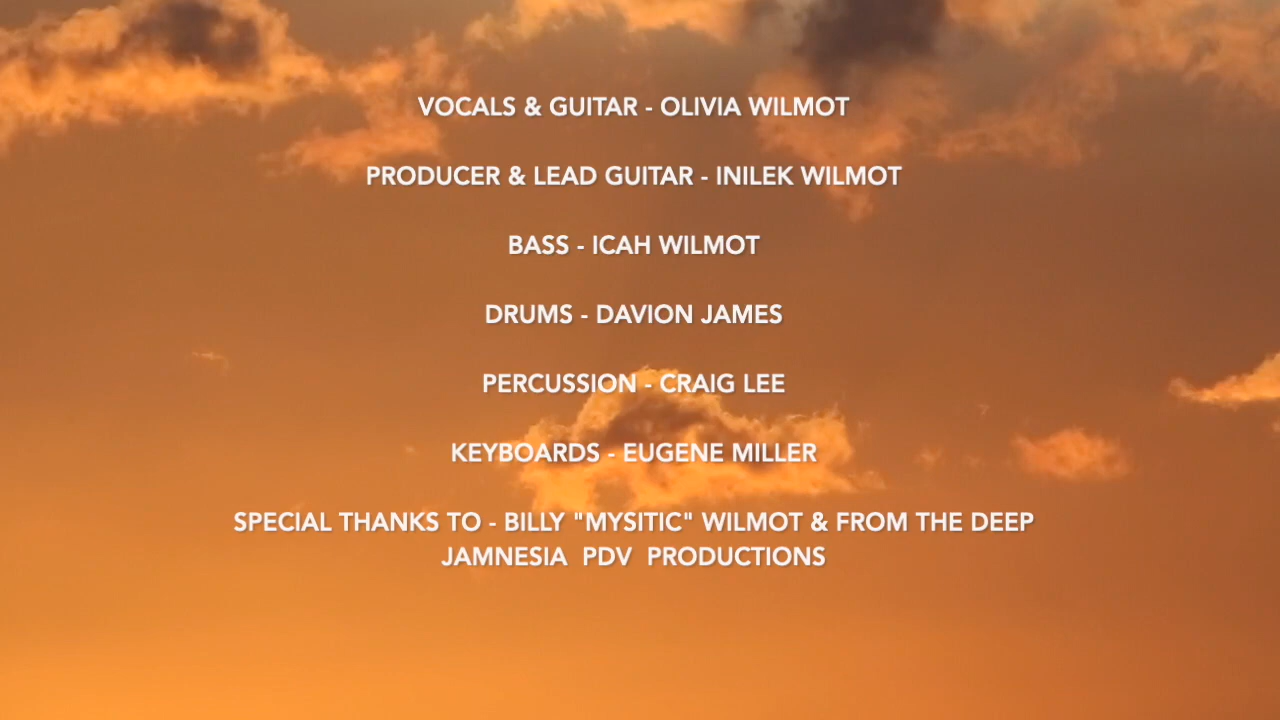 VOCALS & GUITAR - OLIVIA WILMOT
PRODUCER & LEAD GUITAR - INILEK WILMOT
BASS - ICAH WILMOT
DRUMS - DAVION JAMES
PERCUSSION - CRAIG LEE
KEYBOARDS - EUGENE MILLER
SPECIAL THANKS TO - BILLY "MYSITIC" WILMOT & FROM THE DEEP
JAMNESIA  PDV  PRODUCTIONS